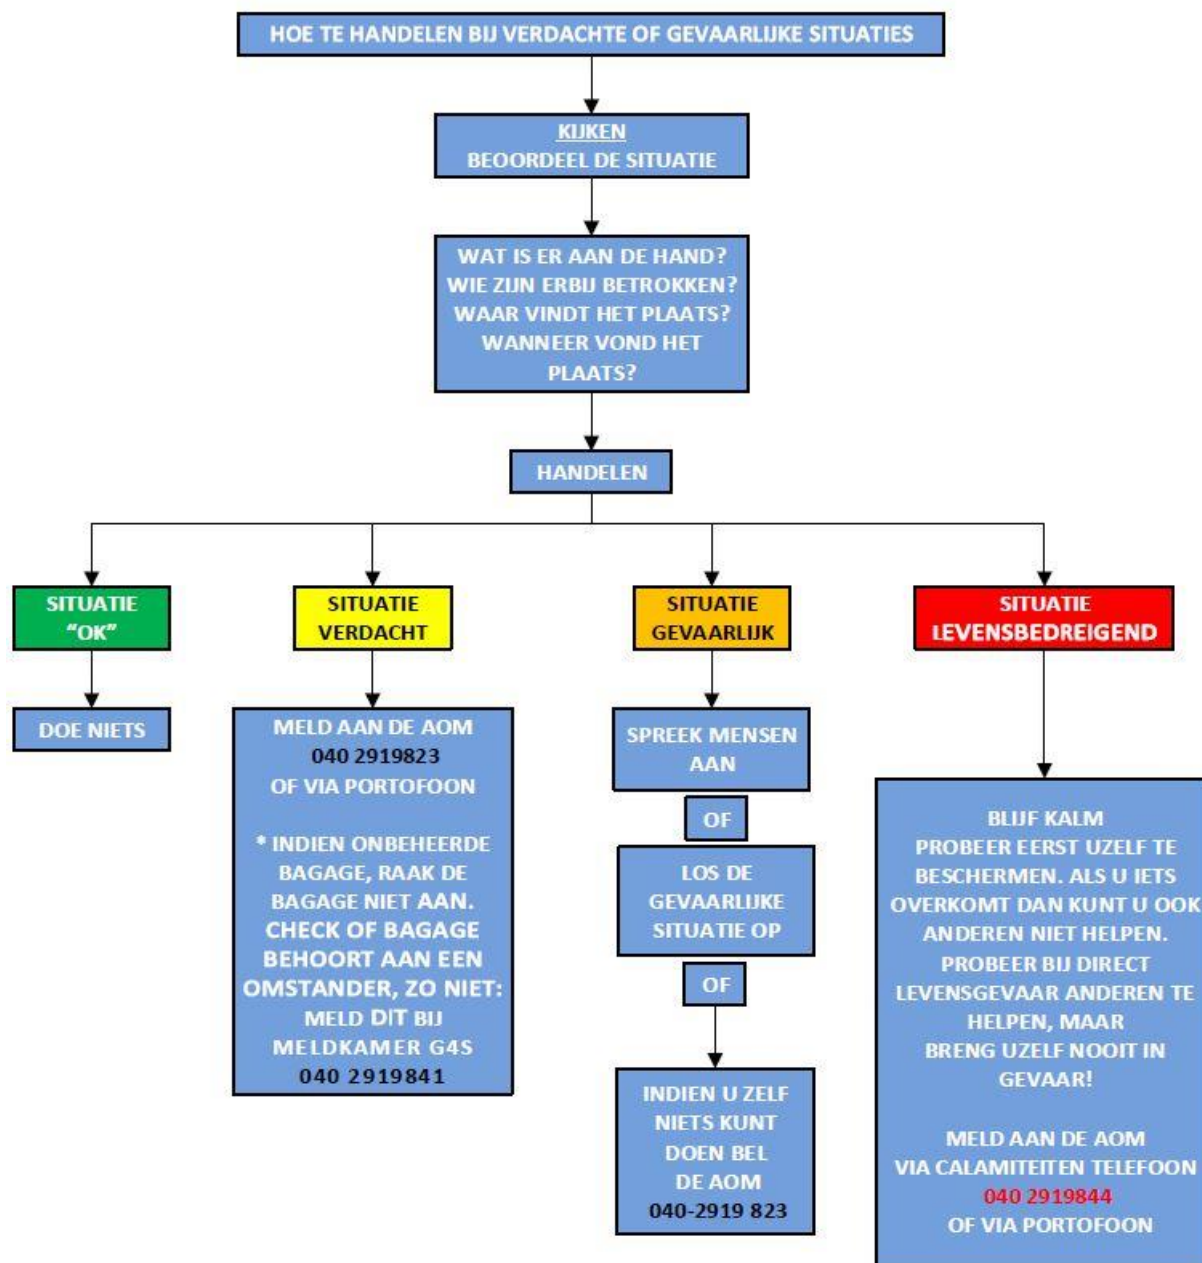 HOE TE HANDELEN BIJ VERDACHTE OF GEVAARLIJKE SITUATIES
KIJKEN
BEOORDEEL DE SITUATIE
WAT IS ER AAN DE HAND?
WIE ZIJN ERBIJ BETROKKEN?
WAAR VINDT HET PLAATS?
WANNEER VOND HET
PLAATS?
HANDELEN
SITUATIE
“OK”
DOE NIETS
SITUATIE
VERDACHT
MELD AAN DE AOM
040 2919823
OF VIA PORTOFOON
* INDIEN ONBEHEERDE
BAGAGE, RAAK DE
BAGAGE NIET AAN.
CHECK OF BAGAGE
BEHOORT AAN EEN
OMSTANDER, ZO NIET:
MELD DIT BIJ
MELDKAMER G4S
040 2919841
SITUATIE
GEVAARLIJK
SPREEK MENSEN
AAN
OF
LOS DE
GEVAARLIJKE
SITUATIE OP
OF
INDIEN U ZELF
NIETS KUNT
DOEN BEL
DE AOM
040-2919 823
SITUATIE
LEVENSBEDREIGEND
BLIJF KALM
PROBEER EERST UZELF TE
BESCHERMEN. ALS U IETS
OVERKOMT DAN KUNT U OOK
ANDEREN NIET HELPEN.
PROBEER BIJ DIRECT
LEVENSGEVAAR ANDEREN TE
HELPEN, MAAR
BRENG UZELF NOOIT IN
GEVAAR!
MELD AAN DE AOM
VIA CALAMITEITEN TELEFOON
040 2919844
OF VIA PORTOFOON